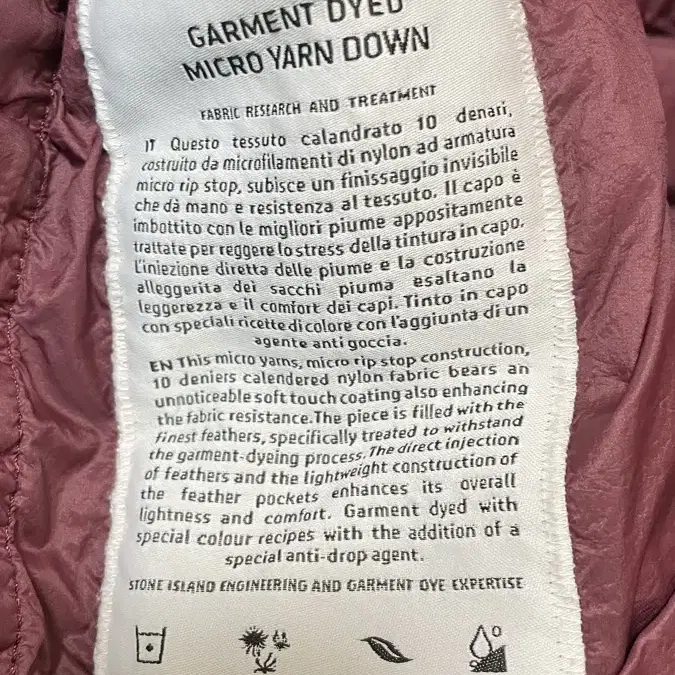 GARMENT DYED
MICRO YARN DOWN
FABRIC RESEARCH AND TREATMENT
IT Questo tessuto calandrato 10 denari,
costruito da microfilamenti di nylon ad armatura
micro rip stop, subisce un finissaggio invisibile
che dà mano e resistenza al tessuto. Il capo è
imbottito con le migliori piume appositamente
trattate per reggere lo stress della tintura in capo.
L'iniezione diretta delle piume e la costruzione
alleggerita dei sacchi piuma esaltano la
leggerezza e il comfort dei capi. Tinto in capo
con speciali ricette di colore con l'aggiunta di un
agente anti goccia.
EN This micro yarns, micro rip stop construction,
10 deniers calendered nylon fabric bears an
unnoticeable soft touch coating also enhancing
the fabric resistance. The piece is filled with the
finest feathers, specifically treated to withstand
the garment-dyeing process. The direct injection
of feathers and the lightweight construction of
the feather pockets enhances its overall
lightness and comfort. Garment dyed with
special colour recipes with the addition of a
special anti-drop agent.
STONE ISLAND ENGINEERING AND GARMENT DYE EXPERTISE